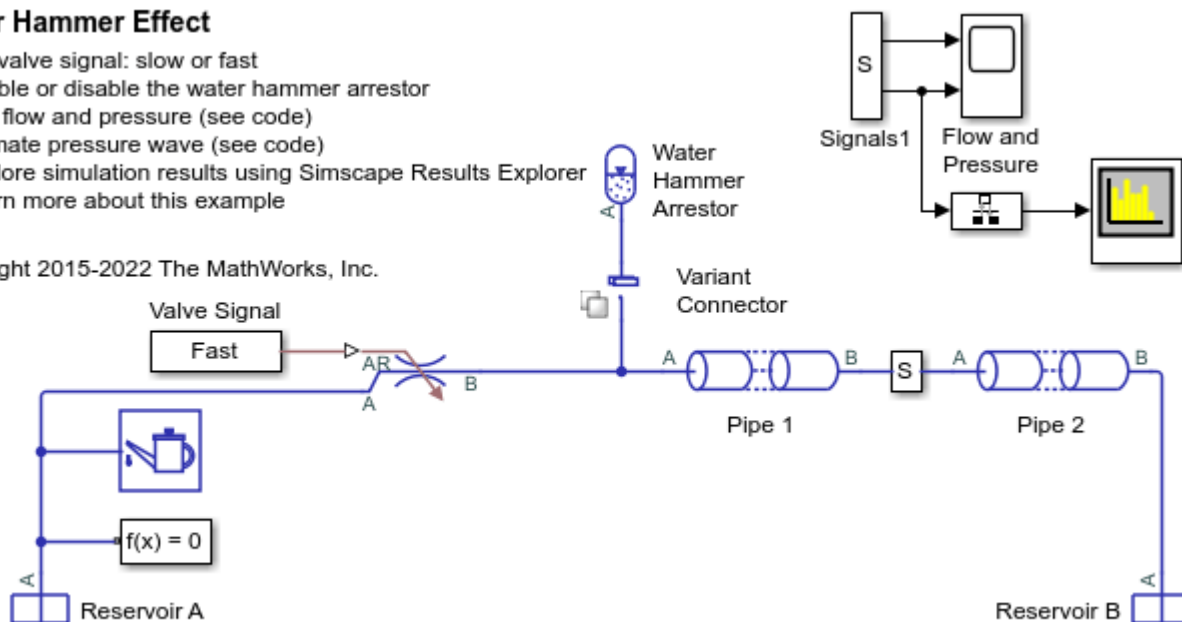 r Hammer Effect
valve signal: slow or fast
ble or disable the water hammer arrestor
flow and pressure (see code)
mate pressure wave (see code)
lore simulation results using Simscape Results Explorer
rn more about this example
ght 2015-2022 The MathWorks, Inc.
S
Signals1
Flow and
Pressure
Water
Hammer
Arrestor
A
Variant
Connector
Valve Signal
Fast
AR
A
B
A
B
S
A
B
Pipe 1
Pipe 2
f(x) = 0
A
Reservoir A
A
Reservoir B